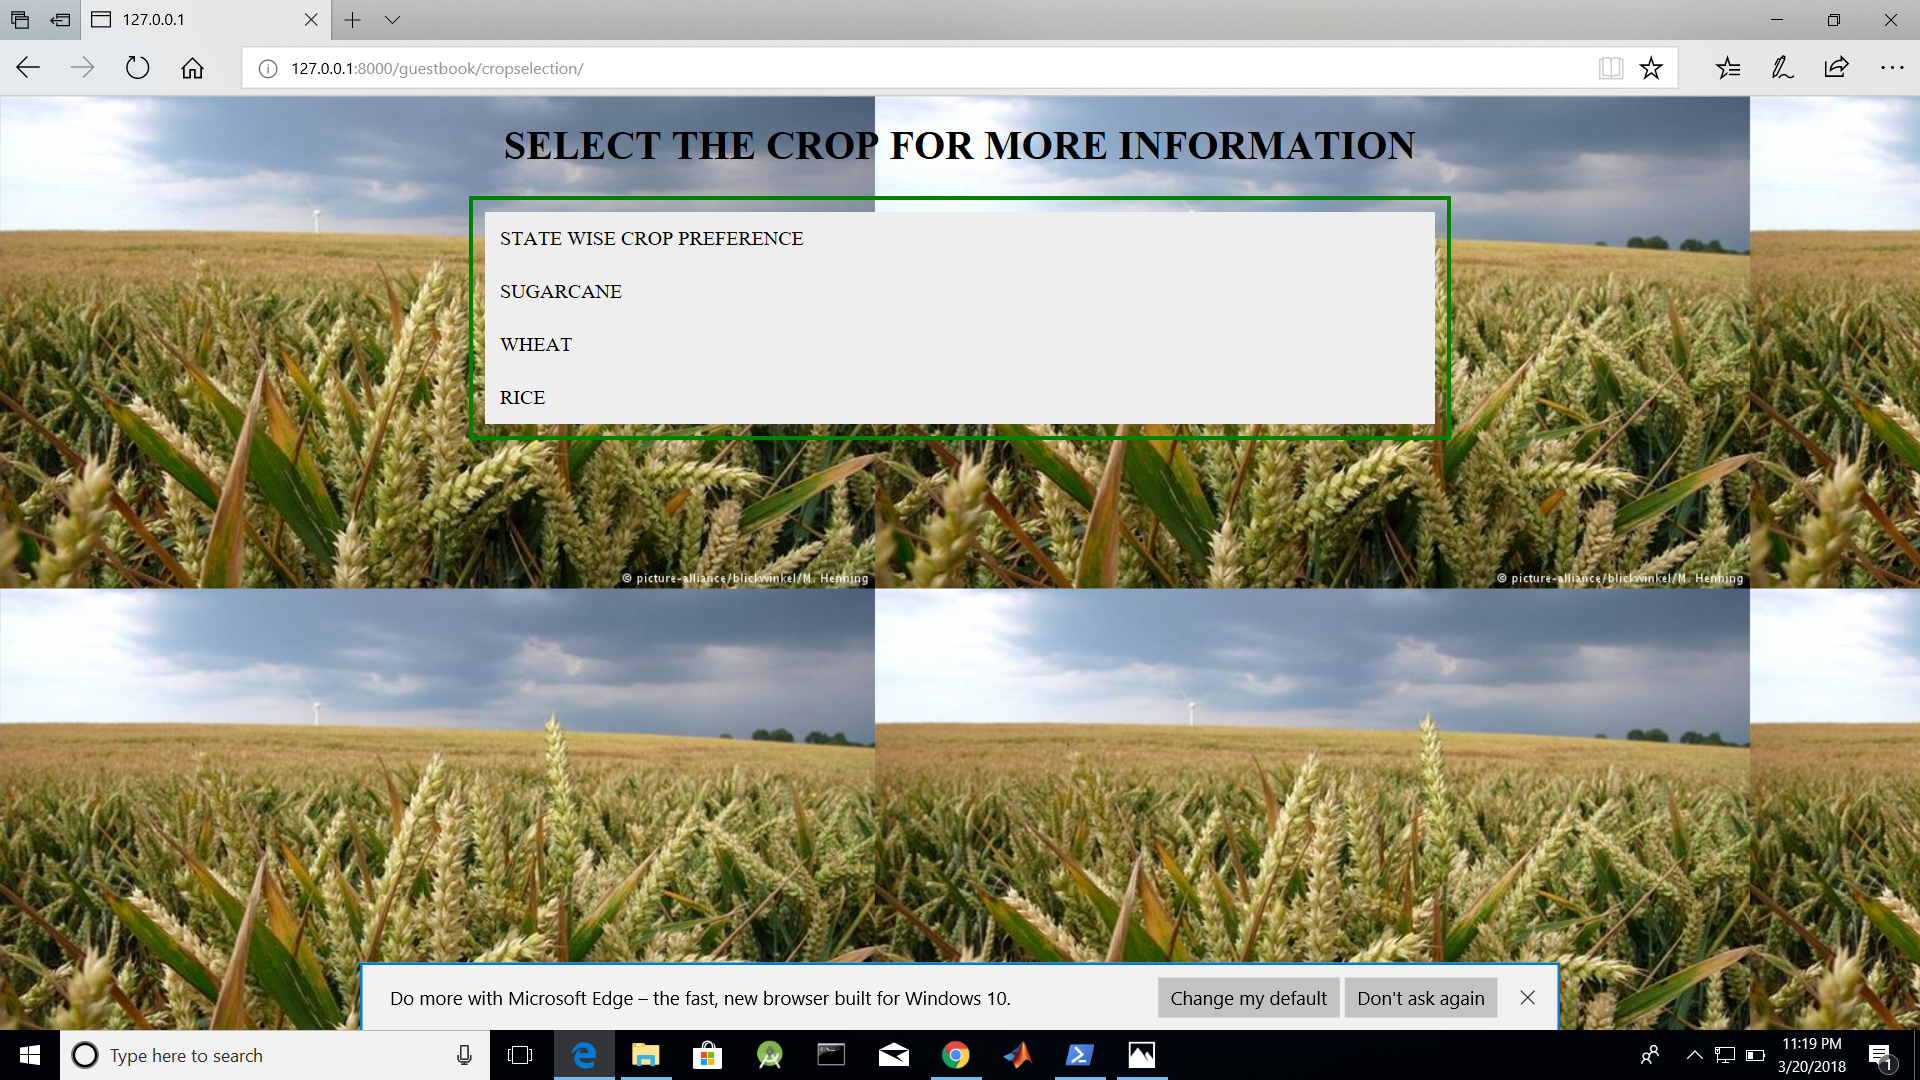 127.0.0.1
127.0.0.1:8000/guestbook/cropselection/
SELECT THE CROP FOR MORE INFORMATION
STATE WISE CROP PREFERENCE
SUGARCANE
WHEAT
RICE
© picture-alliance/blickwinkel/M. Henning
© picture-alliance/blickwinkel/M. Henning
Do more with Microsoft Edge – the fast, new browser built for Windows 10.
Change my default
Don't ask again
Type here to search
11:19 PM
3/20/2018
1